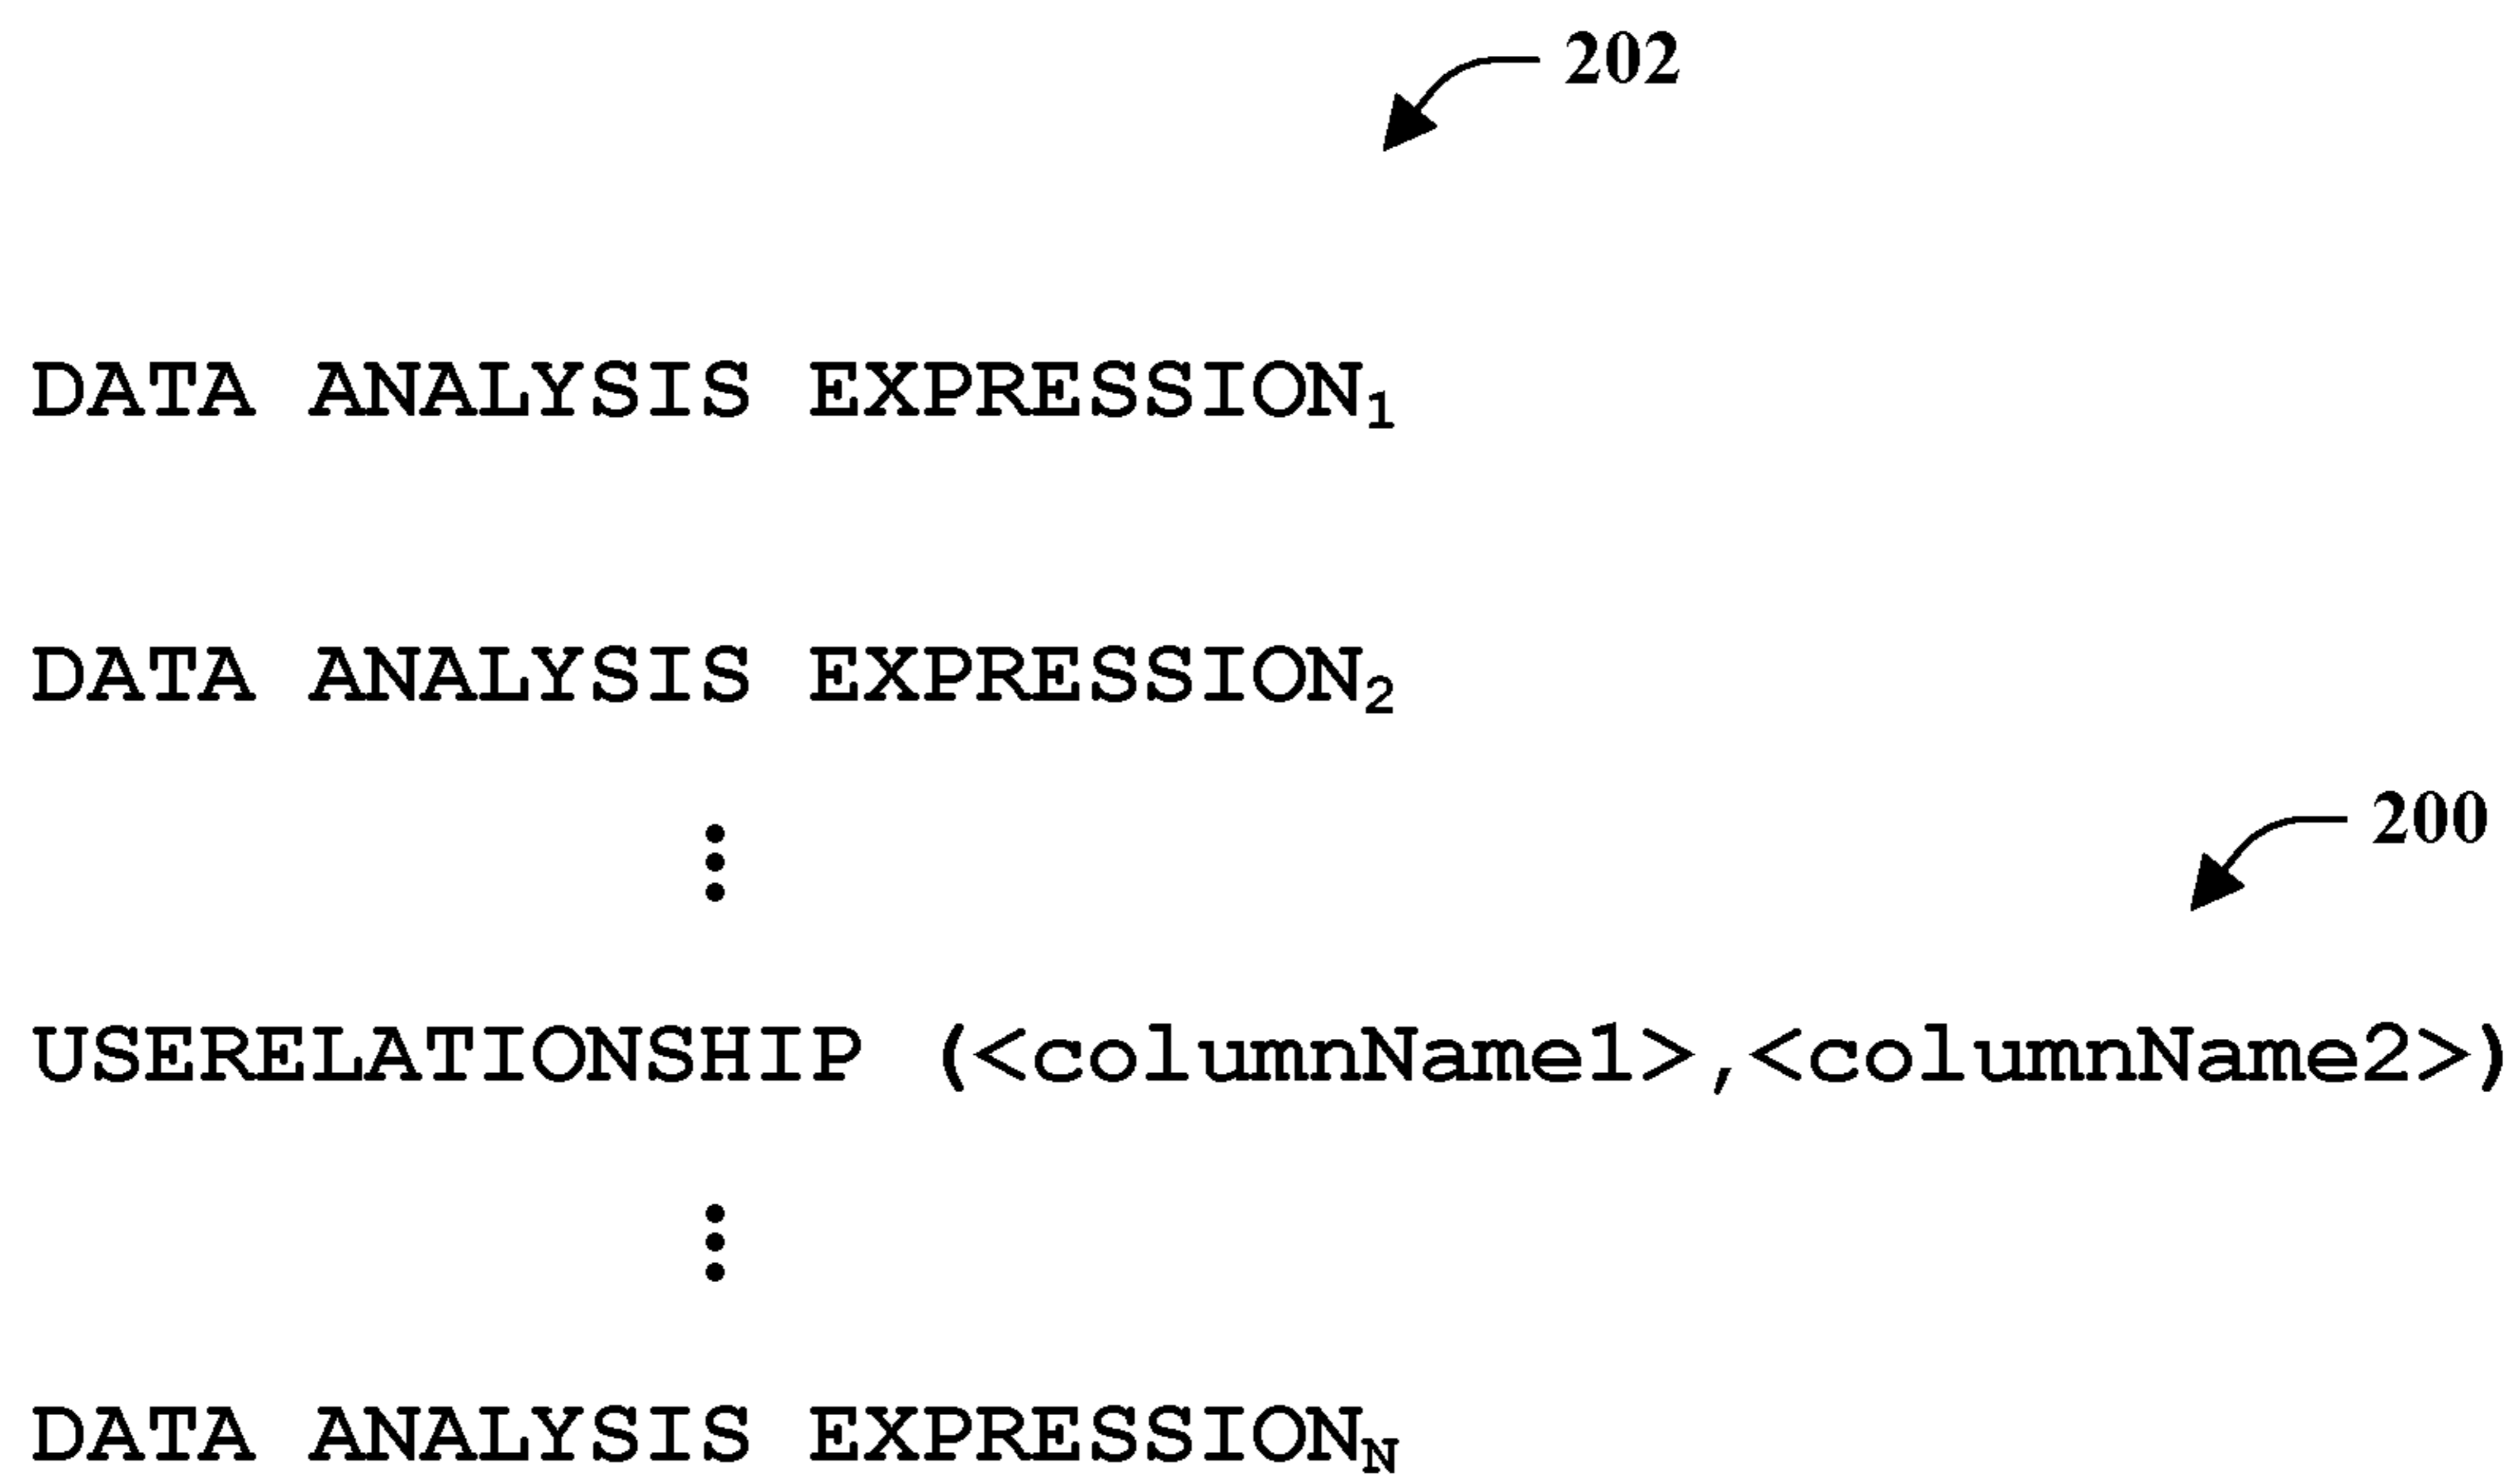 202
DATA ANALYSIS EXPRESSION₁
DATA ANALYSIS EXPRESSION₂
200
USERELATIONSHIP (<columnName1>,<columnName2>)
DATA ANALYSIS EXPRESSIONN